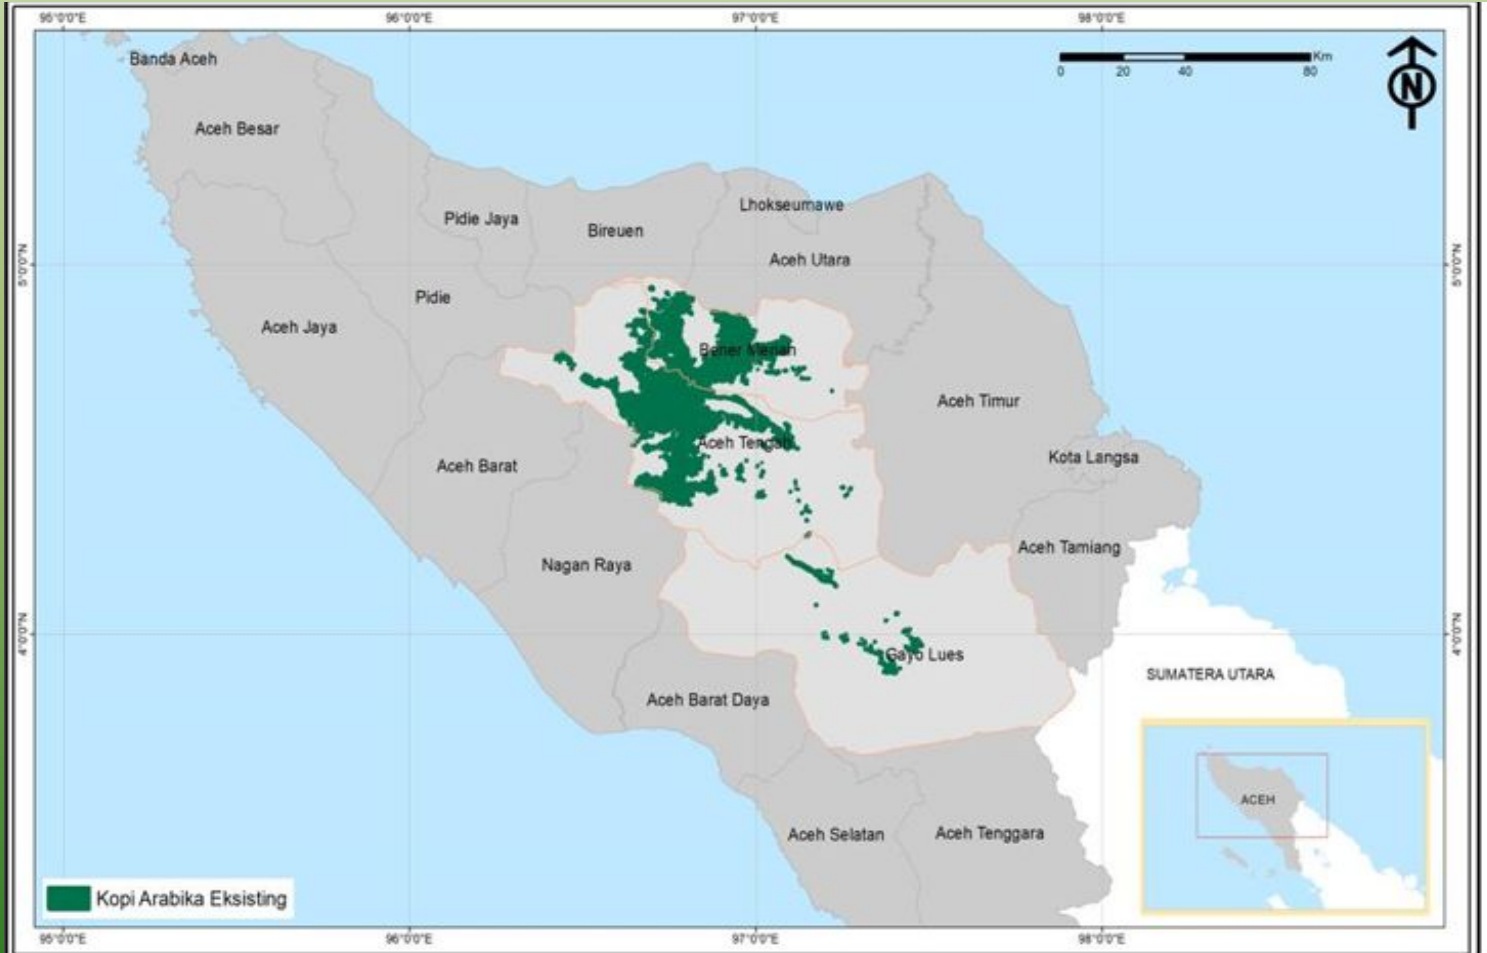 95°0'0"E 96°0'0"E 97°0'0"E 98°0'0"E
Km
0 20 40 80
N
Banda Aceh
Aceh Besar
Lhokseumawe
Pidie Jaya
Bireuen
Aceh Utara
5°0'0"N 5°0'0"N
Pidie
Aceh Jaya
Bener Meriah
Aceh Timur
Aceh Tengah
Kota Langsa
Aceh Barat
Aceh Tamiang
Nagan Raya
4°0'0"N 4°0'0"N
Gayo Lues
SUMATERA UTARA
Aceh Barat Daya
ACEH
Aceh Selatan
Aceh Tenggara
Kopi Arabika Eksisting
95°0'0"E 96°0'0"E 97°0'0"E 98°0'0"E